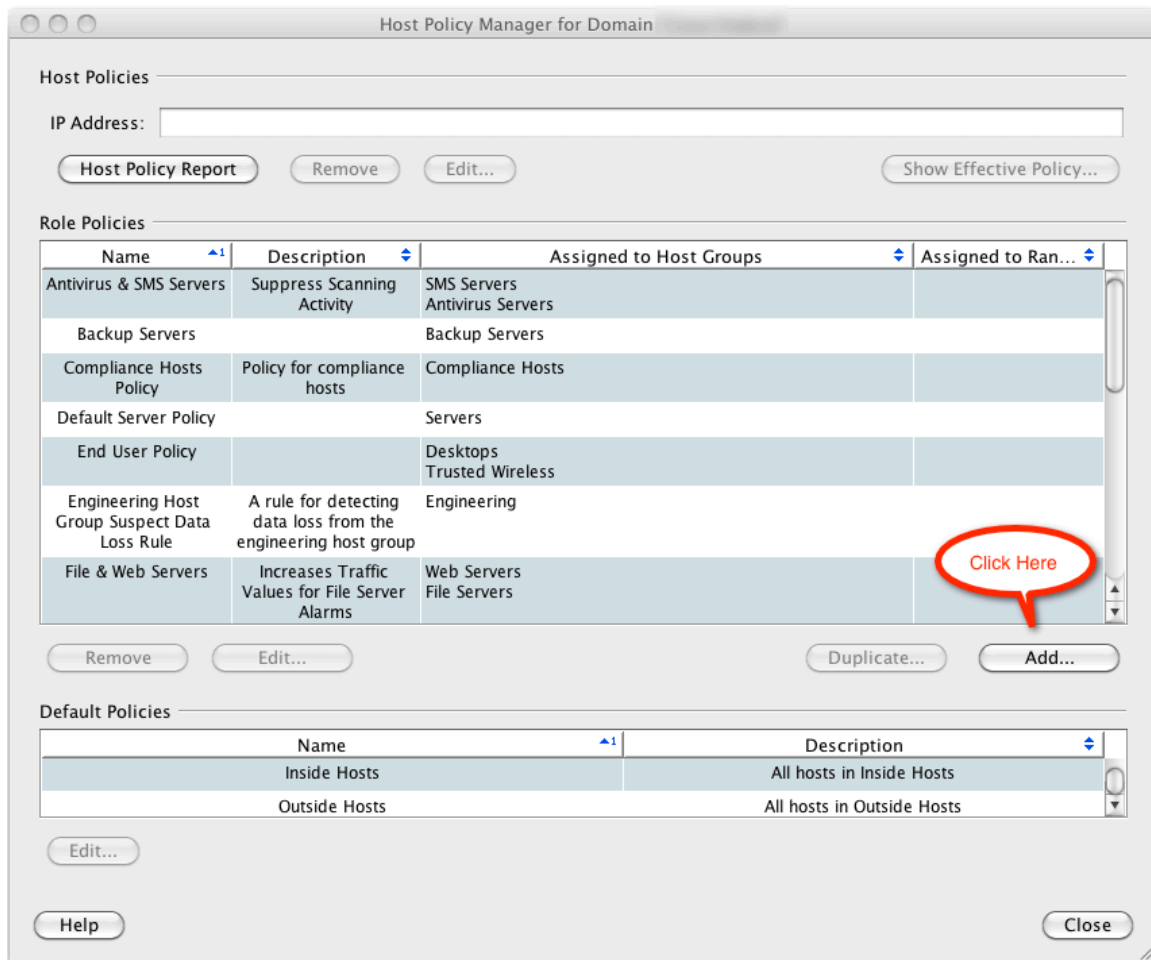 Host Policy Manager for Domain
Host Policies
IP Address:
Host Policy Report
Remove
Edit...
Show Effective Policy...
Role Policies
Name 1 Description Assigned to Host Groups Assigned to Ran...
Antivirus & SMS Servers
Suppress Scanning
Activity
SMS Servers
Antivirus Servers
Backup Servers
Backup Servers
Compliance Hosts
Policy
Policy for compliance
hosts
Compliance Hosts
Default Server Policy
Servers
End User Policy
Desktops
Trusted Wireless
Engineering Host
Group Suspect Data
Loss Rule
A rule for detecting
data loss from the
engineering host group
Engineering
File & Web Servers
Increases Traffic
Values for File Server
Alarms
Web Servers
File Servers
Click Here
Remove
Edit...
Duplicate...
Add...
Default Policies
Name 1 Description
Inside Hosts
All hosts in Inside Hosts
Outside Hosts
All hosts in Outside Hosts
Edit...
Help
Close